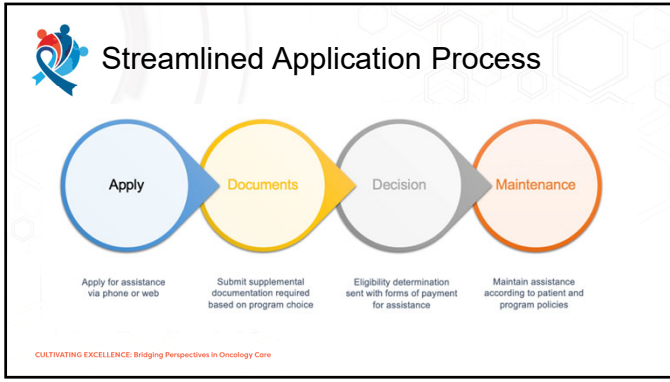 Streamlined Application Process
Apply
Documents
Decision
Maintenance
Apply for assistance
via phone or web
Submit supplemental
documentation required
based on program choice
Eligibility determination
sent with forms of payment
for assistance
Maintain assistance
according to patient and
program policies
CULTIVATING EXCELLENCE: Bridging Perspectives in Oncology Care